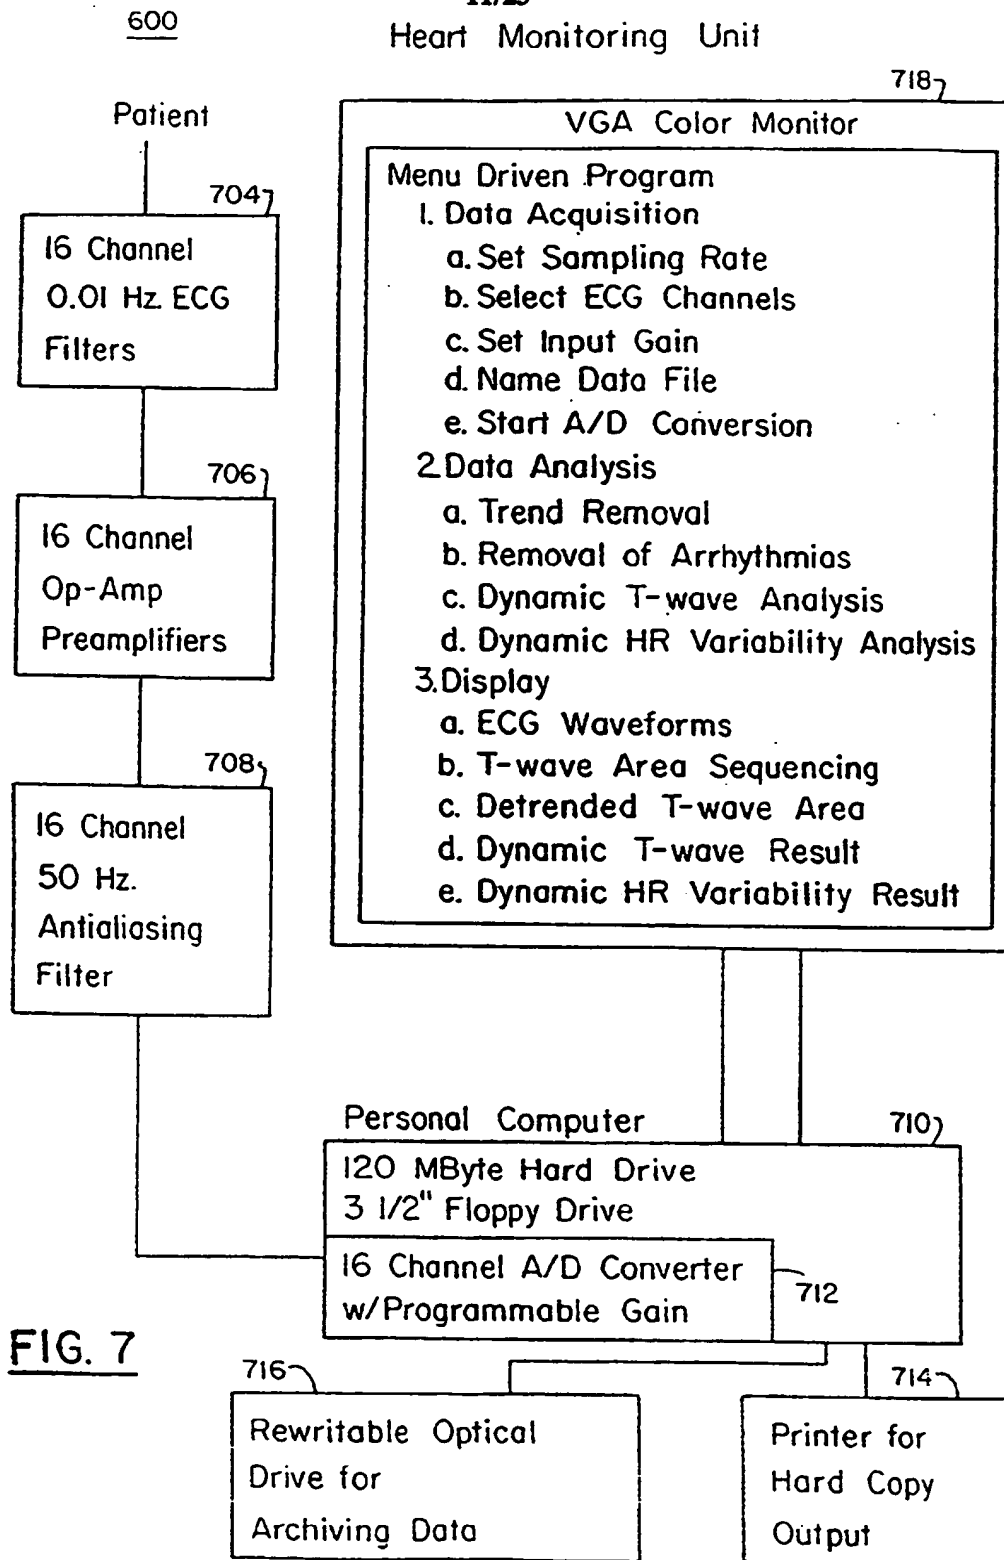 600
Heart Monitoring Unit
Patient
704
16 Channel
0.01 Hz. ECG
Filters
706
16 Channel
Op-Amp
Preamplifiers
708
16 Channel
50 Hz.
Antialiasing
Filter
718
VGA Color Monitor
Menu Driven Program
1. Data Acquisition
a. Set Sampling Rate
b. Select ECG Channels
c. Set Input Gain
d. Name Data File
e. Start A/D Conversion
2. Data Analysis
a. Trend Removal
b. Removal of Arrhythmias
c. Dynamic T-wave Analysis
d. Dynamic HR Variability Analysis
3. Display
a. ECG Waveforms
b. T-wave Area Sequencing
c. Detrended T-wave Area
d. Dynamic T-wave Result
e. Dynamic HR Variability Result
Personal Computer
710
120 MByte Hard Drive
3 1/2" Floppy Drive
16 Channel A/D Converter
w/Programmable Gain
712
FIG. 7
716
Rewritable Optical
Drive for
Archiving Data
714
Printer for
Hard Copy
Output